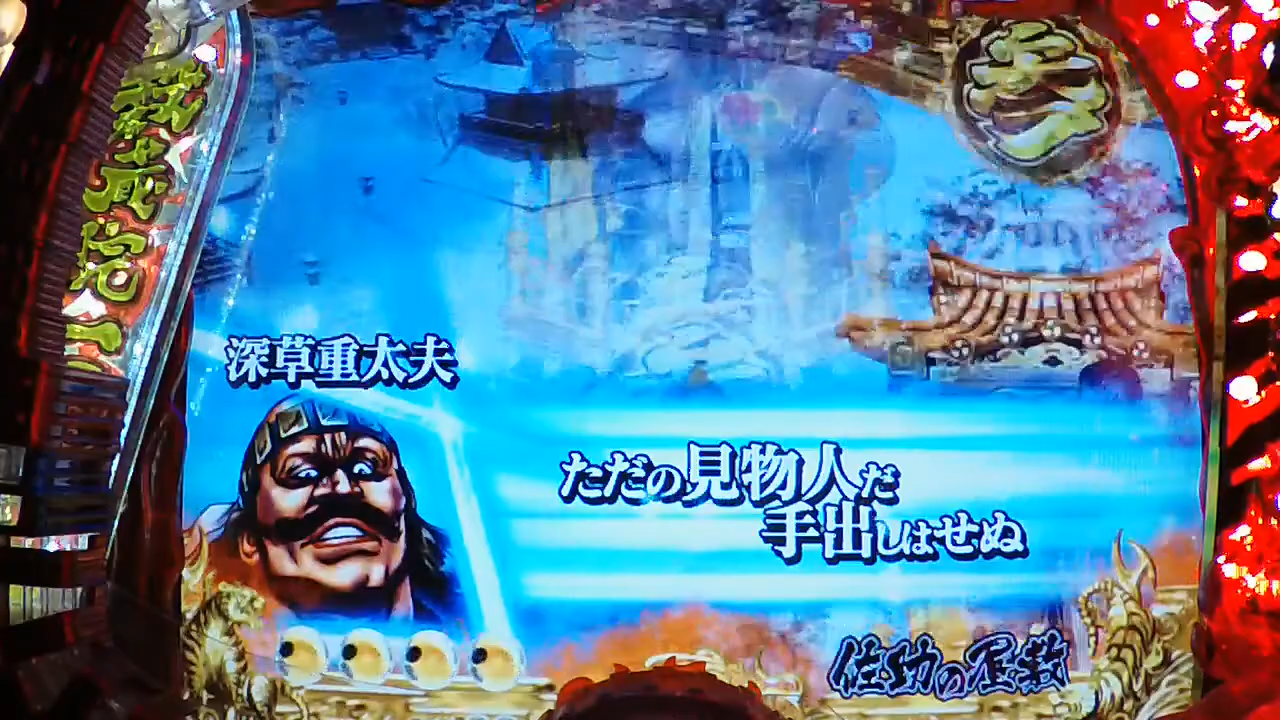 深草重太夫
ただの見物人だ
手出しはせぬ
佐助の屋敷